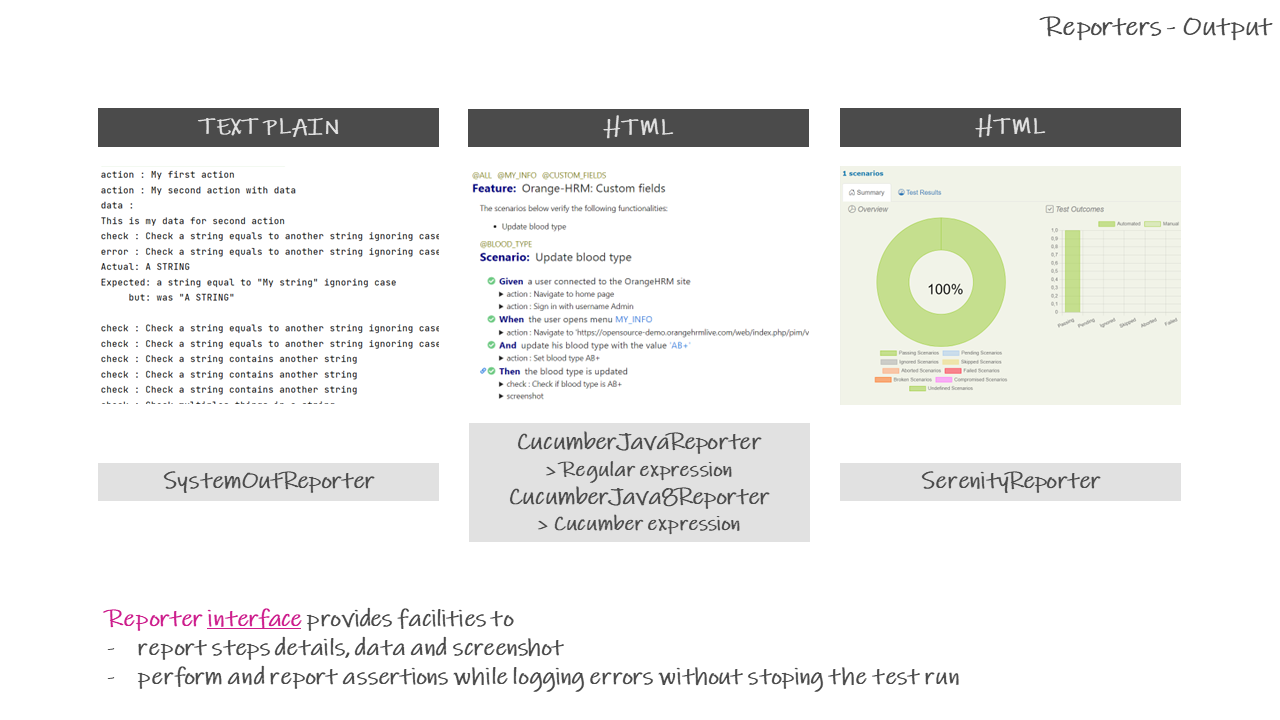 Reporters - Output
TEXT PLAIN
action : My first action
action : My second action with data
data :
This is my data for second action
check : Check a string equals to another string ignoring case
error : Check a string equals to another string ignoring case
Actual: A STRING
Expected: a string equal to "My string" ignoring case
but: was "A STRING"
check : Check a string equals to another string ignoring case
check : Check a string equals to another string ignoring case
check : Check a string contains another string
check : Check a string contains another string
check : Check a string contains another string
SystemOutReporter
HTML
@ALL @MY_INFO @CUSTOM_FIELDS
Feature: Orange-HRM: Custom fields
The scenarios below verify the following functionalities:
• Update blood type
@BLOOD_TYPE
Scenario: Update blood type
Given a user connected to the OrangeHRM site
action : Navigate to home page
action : Sign in with username Admin
When the user opens menu MY_INFO
action : Navigate to 'https://opensource-demo.orangehrmlive.com/web/index.php/pim/v
And update his blood type with the value 'AB+'
action : Set blood type AB+
Then the blood type is updated
check : Check if blood type is AB+
screenshot
CucumberJavaReporter
> Regular expression
CucumberJava8Reporter
> Cucumber expression
HTML
1 scenarios
Summary Test Results
Overview
100%
Passing Scenarios Pending Scenarios
Ignored Scenarios Skipped Scenarios
Aborted Scenarios Failed Scenarios
Broken Scenarios Compromised Scenarios
Undefined Scenarios
Test Outcomes
Automated Manual
1,0
0,9
0,8
0,7
0,6
0,5
0,4
0,3
0,2
0,1
0
Passing Pending Ignored Skipped Aborted Failed
SerenityReporter
Reporter interface provides facilities to
- report steps details, data and screenshot
- perform and report assertions while logging errors without stoping the test run